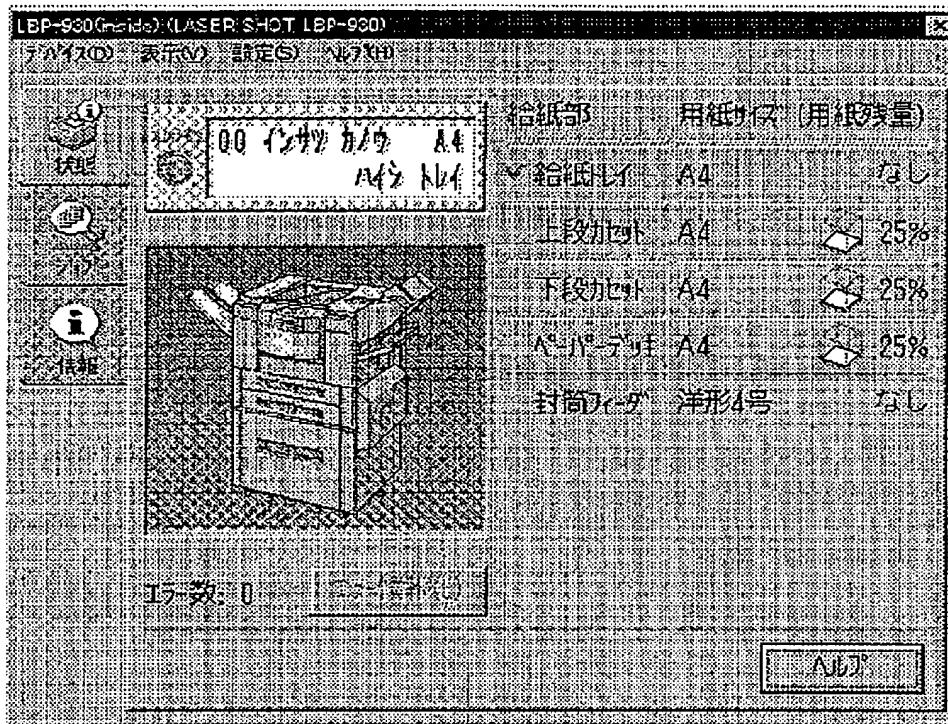 LBP-930(inside) (LASER SHOT LBP-930)
デバイス(D) 表示(V) 設定(S) ヘルプ(H)
状態
情報
00 インサツ カノウ A4
ハイシ トレイ
給紙部 用紙サイズ (用紙残量)
給紙トレイ A4 なし
上段カセット A4 25%
下段カセット A4 25%
ペーパーデッキ A4 25%
封筒フィーダ 洋形4号 なし
エラー数: 0
ヘルプ